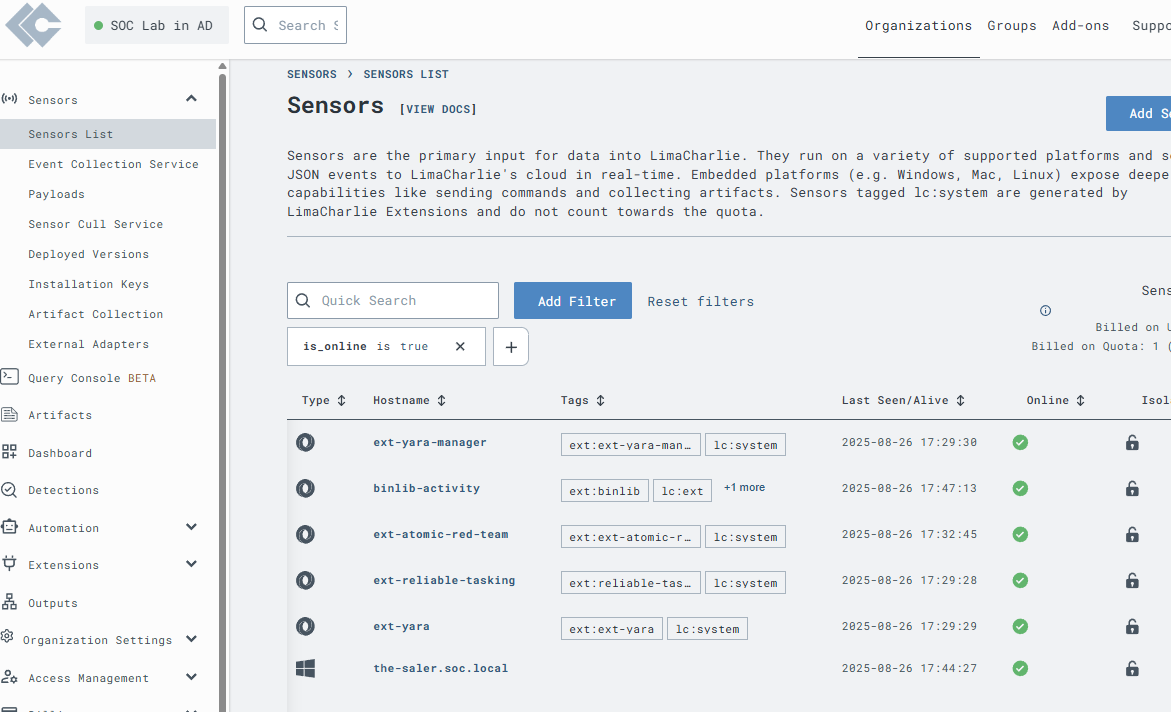 SOC Lab in AD
Search
Organizations
Groups
Add-ons
Sensors
Sensors List
Event Collection Service
Payloads
Sensor Cull Service
Deployed Versions
Installation Keys
Artifact Collection
External Adapters
Query Console BETA
Artifacts
Dashboard
Detections
Automation
Extensions
Outputs
Organization Settings
Access Management
SENSORS > SENSORS LIST
Sensors [VIEW DOCS]
Add
Sensors are the primary input for data into LimaCharlie. They run on a variety of supported platforms and
JSON events to LimaCharlie's cloud in real-time. Embedded platforms (e.g. Windows, Mac, Linux) expose deepe
capabilities like sending commands and collecting artifacts. Sensors tagged lc:system are generated by
LimaCharlie Extensions and do not count towards the quota.
Quick Search
Add Filter
Reset filters
Sens
Billed on
Billed on Quota: 1 (
is_online is true
+
Type Hostname Tags Last Seen/Alive Online Isol
ext-yara-manager ext:ext-yara-man… lc:system 2025-08-26 17:29:30
binlib-activity ext:binlib lc:ext +1 more 2025-08-26 17:47:13
ext-atomic-red-team ext:ext-atomic-r… lc:system 2025-08-26 17:32:45
ext-reliable-tasking ext:reliable-tas… lc:system 2025-08-26 17:29:28
ext-yara ext:ext-yara lc:system 2025-08-26 17:29:29
the-saler.soc.local 2025-08-26 17:44:27